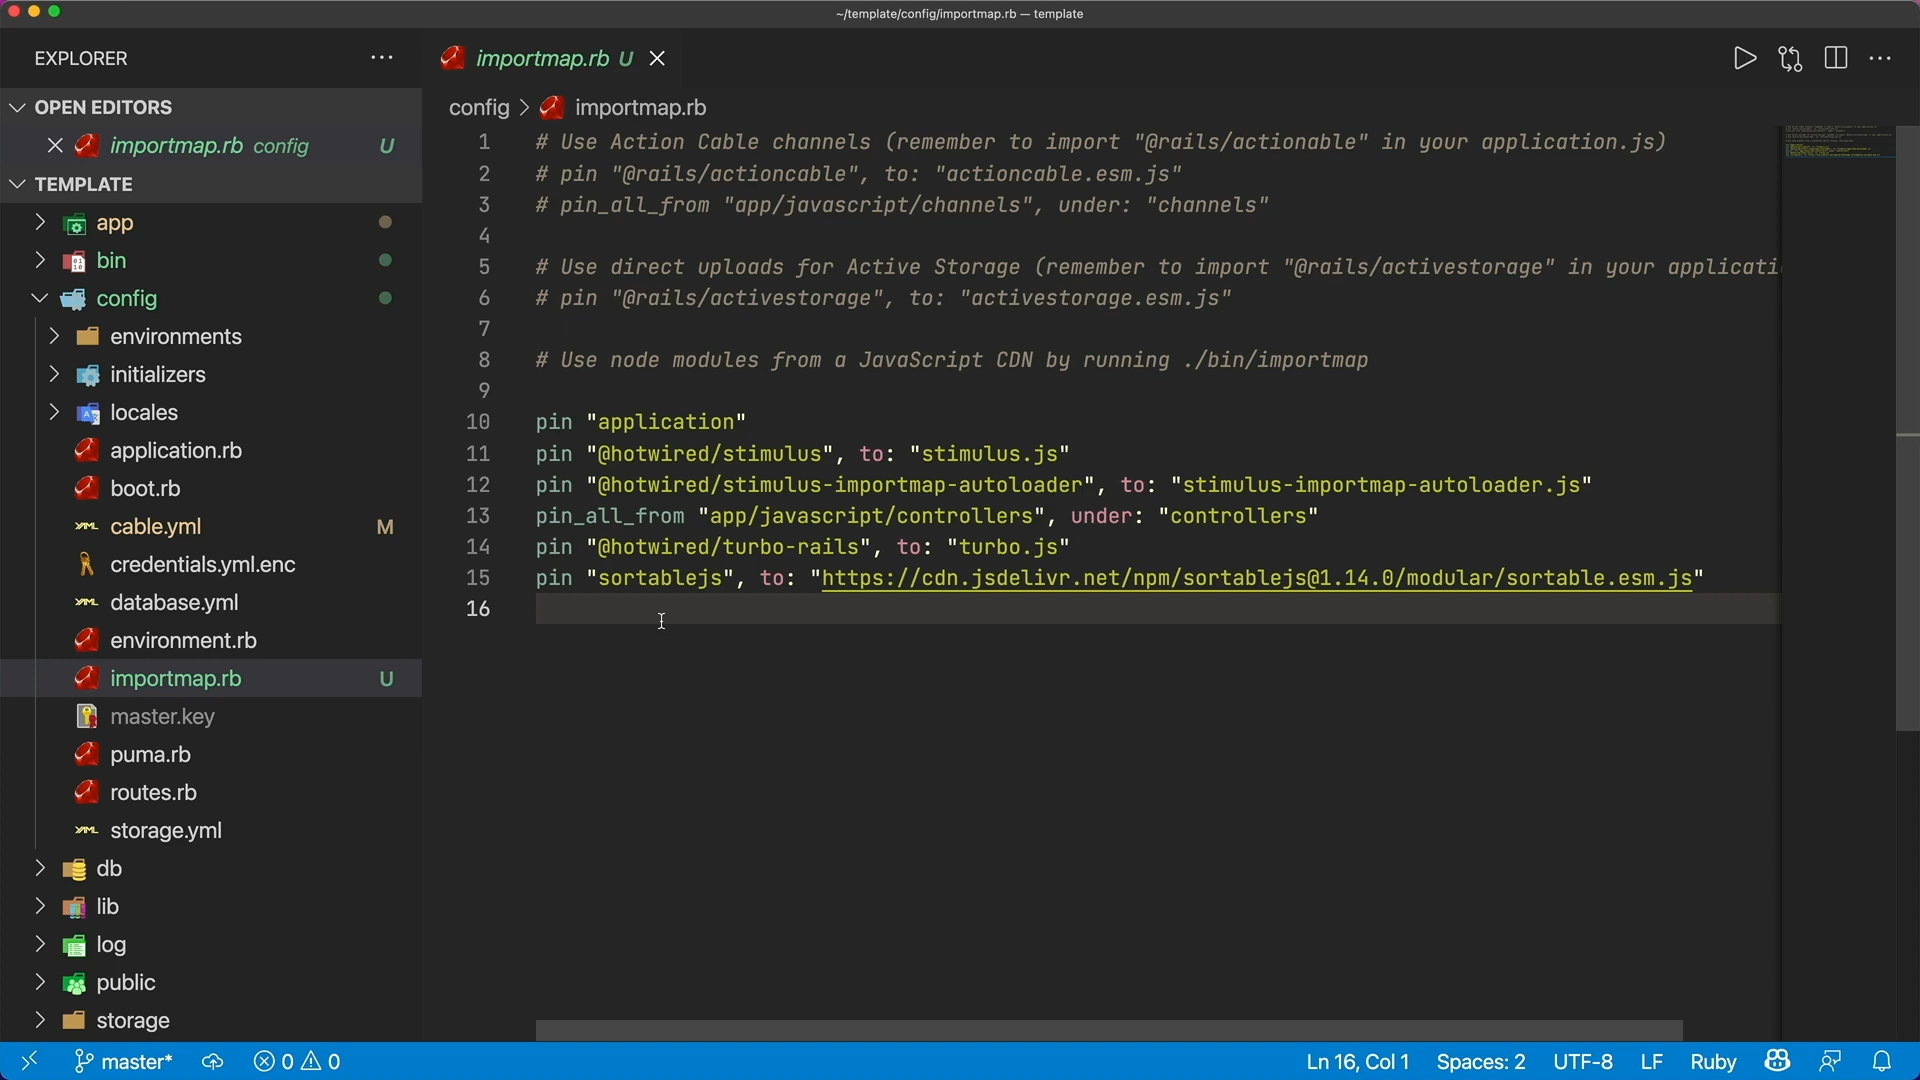 ~/template/config/importmap.rb — template
EXPLORER
OPEN EDITORS
importmap.rb config U
TEMPLATE
app
bin
config
environments
initializers
locales
application.rb
boot.rb
cable.yml M
credentials.yml.enc
database.yml
environment.rb
importmap.rb U
master.key
puma.rb
routes.rb
storage.yml
db
lib
log
public
storage
importmap.rb U
config > importmap.rb
1 # Use Action Cable channels (remember to import "@rails/actionable" in your application.js)
2 # pin "@rails/actioncable", to: "actioncable.esm.js"
3 # pin_all_from "app/javascript/channels", under: "channels"
4
5 # Use direct uploads for Active Storage (remember to import "@rails/activestorage" in your applicati
6 # pin "@rails/activestorage", to: "activestorage.esm.js"
7
8 # Use node modules from a JavaScript CDN by running ./bin/importmap
9
10 pin "application"
11 pin "@hotwired/stimulus", to: "stimulus.js"
12 pin "@hotwired/stimulus-importmap-autoloader", to: "stimulus-importmap-autoloader.js"
13 pin_all_from "app/javascript/controllers", under: "controllers"
14 pin "@hotwired/turbo-rails", to: "turbo.js"
15 pin "sortablejs", to: "https://cdn.jsdelivr.net/npm/sortablejs@1.14.0/modular/sortable.esm.js"
16
master* 0 0 Ln 16, Col 1 Spaces: 2 UTF-8 LF Ruby